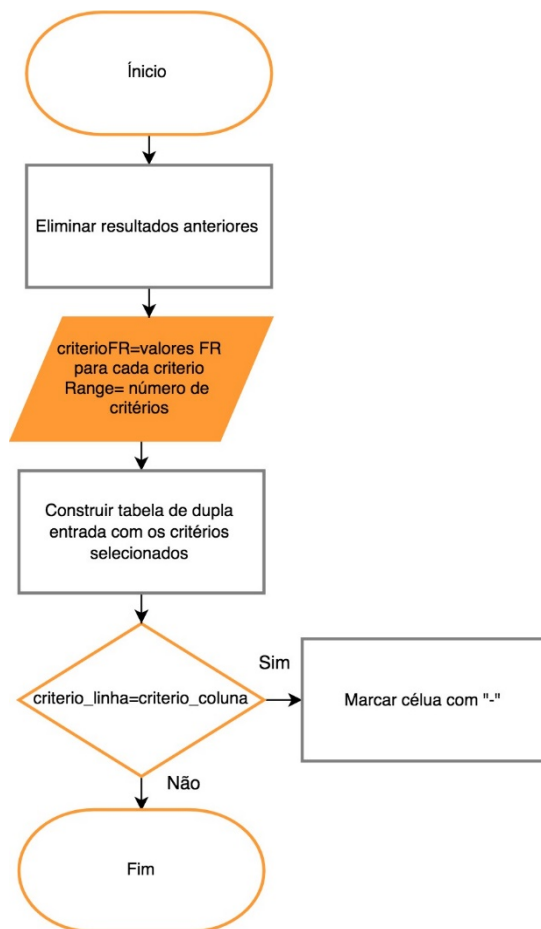 Ínicio
Eliminar resultados anteriores
criterioFR=valores FR
para cada criterio
Range= número de
critérios
Construir tabela de dupla
entrada com os critérios
selecionados
criterio_linha=criterio_coluna
Sim
Marcar célua com "-"
Não
Fim